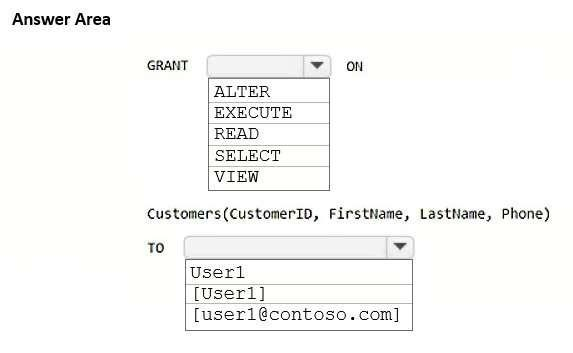 Answer Area
GRANT ON
ALTER
EXECUTE
READ
SELECT
VIEW
Customers(CustomerID, FirstName, LastName, Phone)
TO
User1
[User1]
[user1@contoso.com]